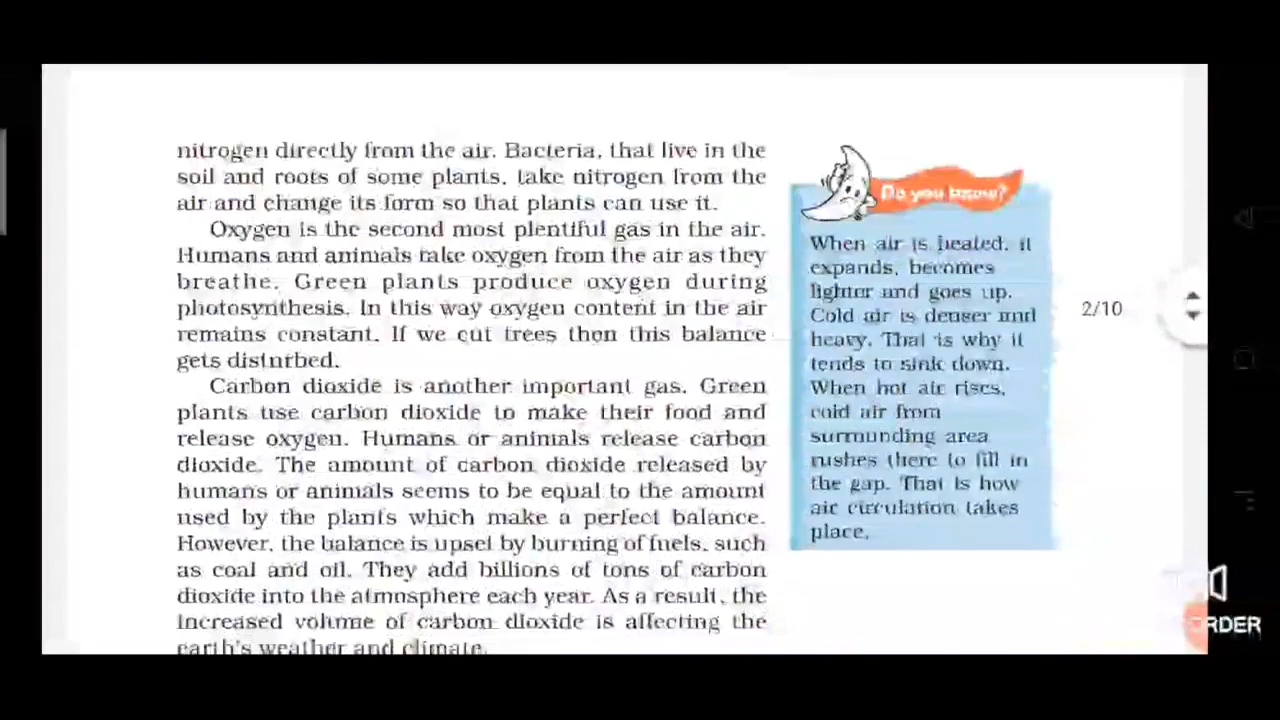 nitrogen directly from the air. Bacteria, that live in the
soil and roots of some plants, take nitrogen from the
air and change its form so that plants can use it.
Oxygen is the second most plentiful gas in the air.
Humans and animals take oxygen from the air as they
breathe. Green plants produce oxygen during
photosynthesis. In this way oxygen content in the air
remains constant. If we cut trees then this balance
gets disturbed.
Carbon dioxide is another important gas. Green
plants use carbon dioxide to make their food and
release oxygen. Humans or animals release carbon
dioxide. The amount of carbon dioxide released by
humans or animals seems to be equal to the amount
used by the plants which make a perfect balance.
However, the balance is upset by burning of fuels, such
as coal and oil. They add billions of tons of carbon
dioxide into the atmosphere each year. As a result, the
increased volume of carbon dioxide is affecting the
earth's weather and climate.
Do you know?
When air is heated, it
expands, becomes
lighter and goes up.
Cold air is denser and
heavy. That is why it
tends to sink down.
When hot air rises,
cold air from
surrounding area
rushes there to fill in
the gap. That is how
air circulation takes
place.
2/10
ORDER